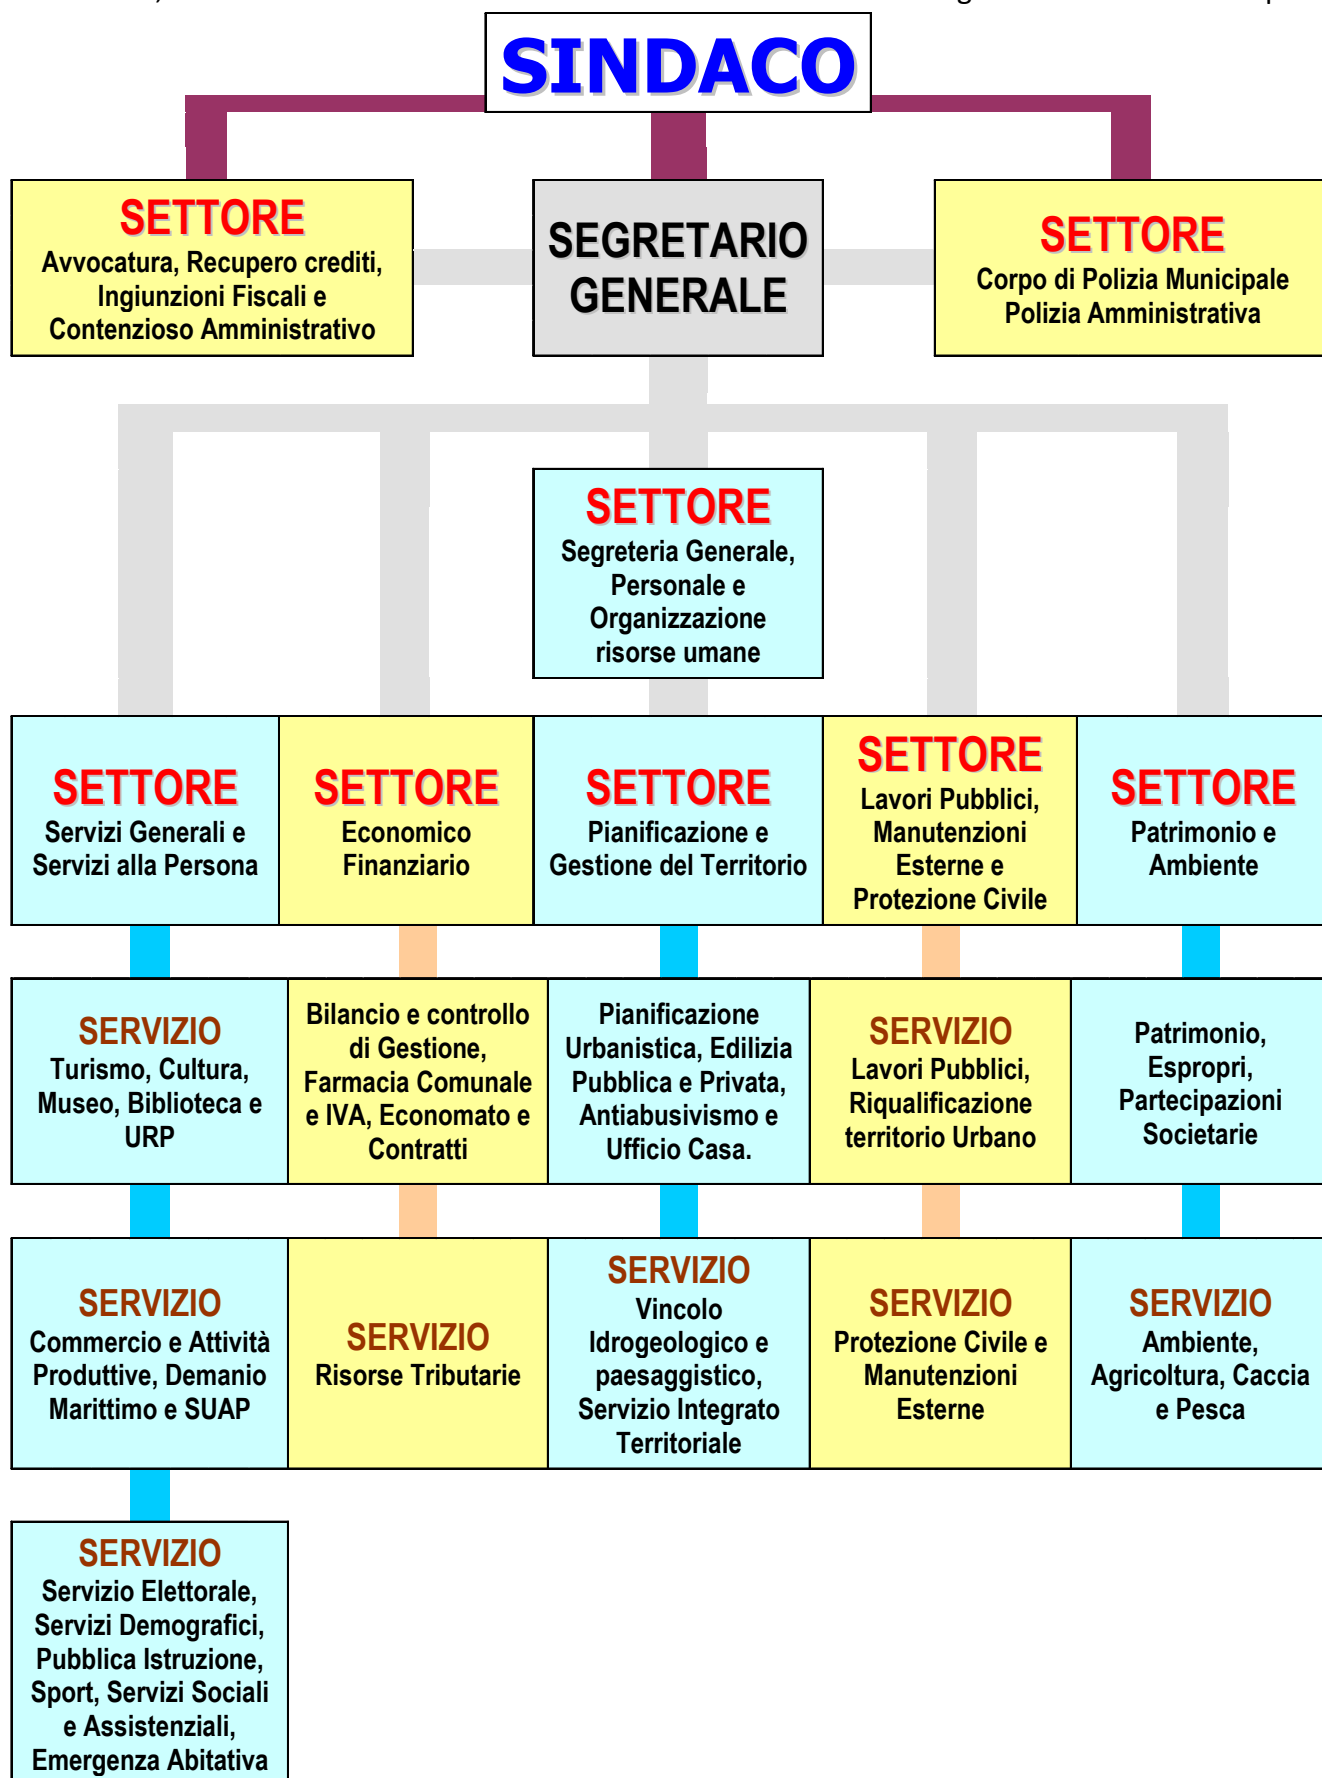 SINDACO
SETTORE
Avvocatura, Recupero crediti,
Ingiunzioni Fiscali e
Contenzioso Amministrativo
SEGRETARIO
GENERALE
SETTORE
Corpo di Polizia Municipale
Polizia Amministrativa
SETTORE
Segreteria Generale,
Personale e
Organizzazione
risorse umane
SETTORE
Servizi Generali e
Servizi alla Persona
SETTORE
Economico
Finanziario
SETTORE
Pianificazione e
Gestione del Territorio
SETTORE
Lavori Pubblici,
Manutenzioni
Esterne e
Protezione Civile
SETTORE
Patrimonio e
Ambiente
SERVIZIO
Turismo, Cultura,
Museo, Biblioteca e
URP
Bilancio e controllo
di Gestione,
Farmacia Comunale
e IVA, Economato e
Contratti
Pianificazione
Urbanistica, Edilizia
Pubblica e Privata,
Antiabusivismo e
Ufficio Casa.
SERVIZIO
Lavori Pubblici,
Riqualificazione
territorio Urbano
Patrimonio,
Espropri,
Partecipazioni
Societarie
SERVIZIO
Commercio e Attività
Produttive, Demanio
Marittimo e SUAP
SERVIZIO
Risorse Tributarie
SERVIZIO
Vincolo
Idrogeologico e
paesaggistico,
Servizio Integrato
Territoriale
SERVIZIO
Protezione Civile e
Manutenzioni
Esterne
SERVIZIO
Ambiente,
Agricoltura, Caccia
e Pesca
SERVIZIO
Servizio Elettorale,
Servizi Demografici,
Pubblica Istruzione,
Sport, Servizi Sociali
e Assistenziali,
Emergenza Abitativa